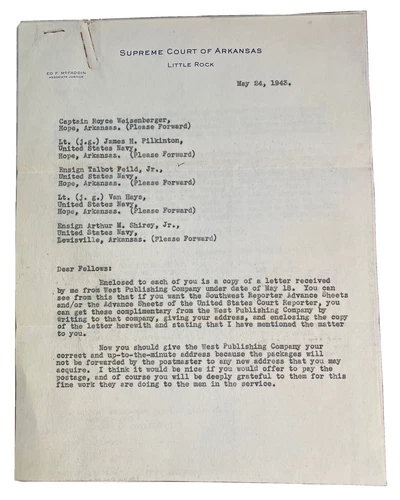 SUPREME COURT OF ARKANSAS
LITTLE ROCK
ED. F. MCFADDIN
ASSOCIATE JUSTICE
May 24, 1943.
Captain Royce Weisenberger,
Hope, Arkansas. (Please Forward)
Lt. (j.g.) James H. Pilkinton,
United States Navy,
Hope, Arkansas. (Please Forward)
Ensign Talbot Feild, Jr.,
United States Navy,
Hope, Arkansas. (Please Forward)
Lt. (j. g.) Van Hays,
United States Navy,
Hope, Arkansas. (Please Forward)
Ensign Arthur M. Shirey, Jr.,
United States Navy,
Lewisville, Arkansas. (Please Forward)
Dear Fellows:
Enclosed to each of you is a copy of a letter received
by me from West Publishing Company under date of May 18. You can
see from this that if you want the Southwest Reporter Advance Sheets
and/or the Advance Sheets of the United States Court Reporter, you
can get these complimentary from the West Publishing Company by
writing to that company, giving your address, and enclosing the copy
of the letter herewith and stating that I have mentioned the matter
to you.
Now you should give the West Publishing Company your
correct and up-to-the-minute address because the packages will
not be forwarded by the postmaster to any new address that you may
acquire. I think it would be nice if you would offer to pay the
postage, and of course you will be deeply grateful to them for this
fine work they are doing to the men in the service.